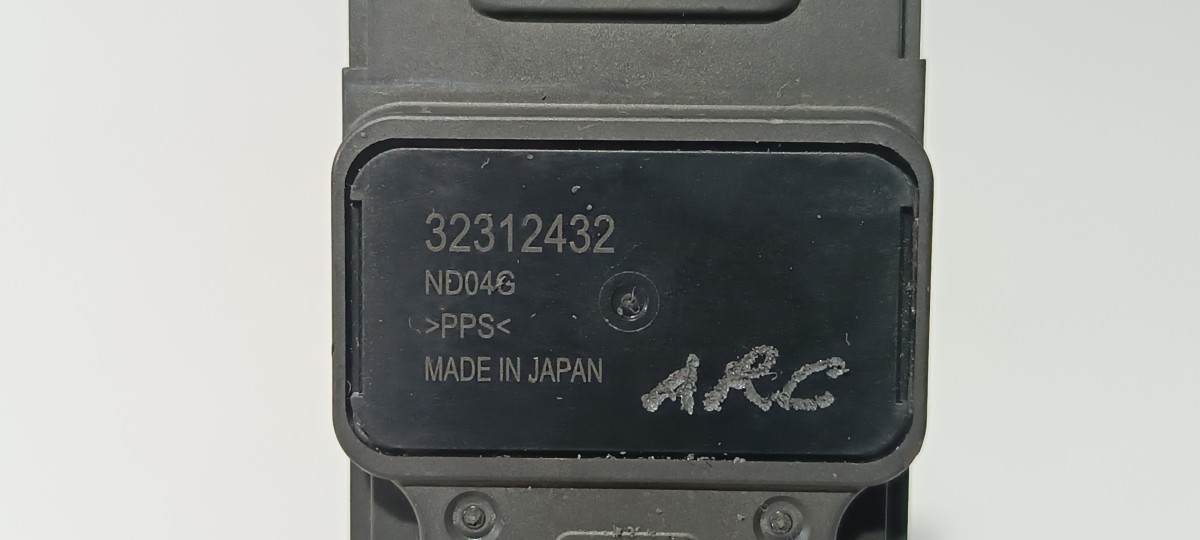 32312432
ND04G
>PPS<
MADE IN JAPAN
ARC